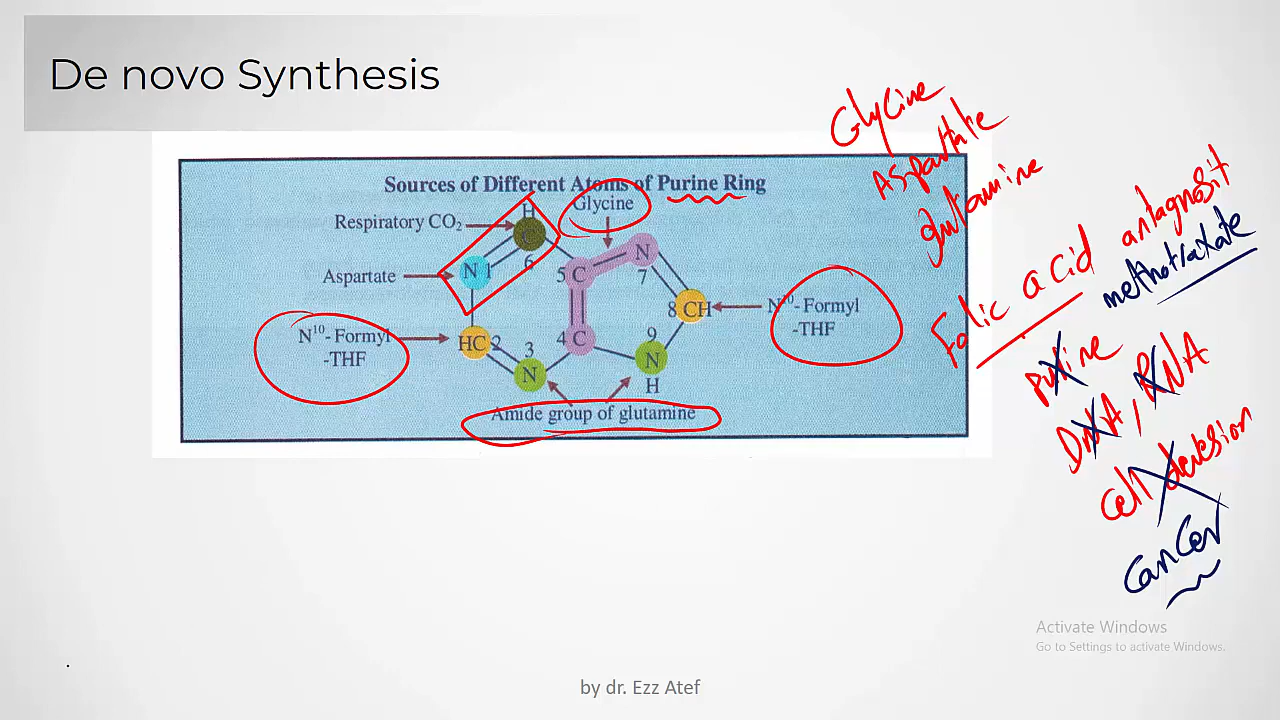 De novo Synthesis
Sources of Different Atoms of Purine Ring
Respiratory CO₂
H
C
6
Glycine
Aspartate
N 1
5 C
N
7
N¹⁰- Formyl
-THF
HC 2
3
N
4 C
9
N
H
8 CH
N¹⁰- Formyl
-THF
Amide group of glutamine
Glycine
Aspartate
glutamine
Folic acid antagnosit
methotrxtate
purine
DNA, RNA
Cell
Cancer
Activate Windows
Go to Settings to activate Windows.
by dr. Ezz Atef